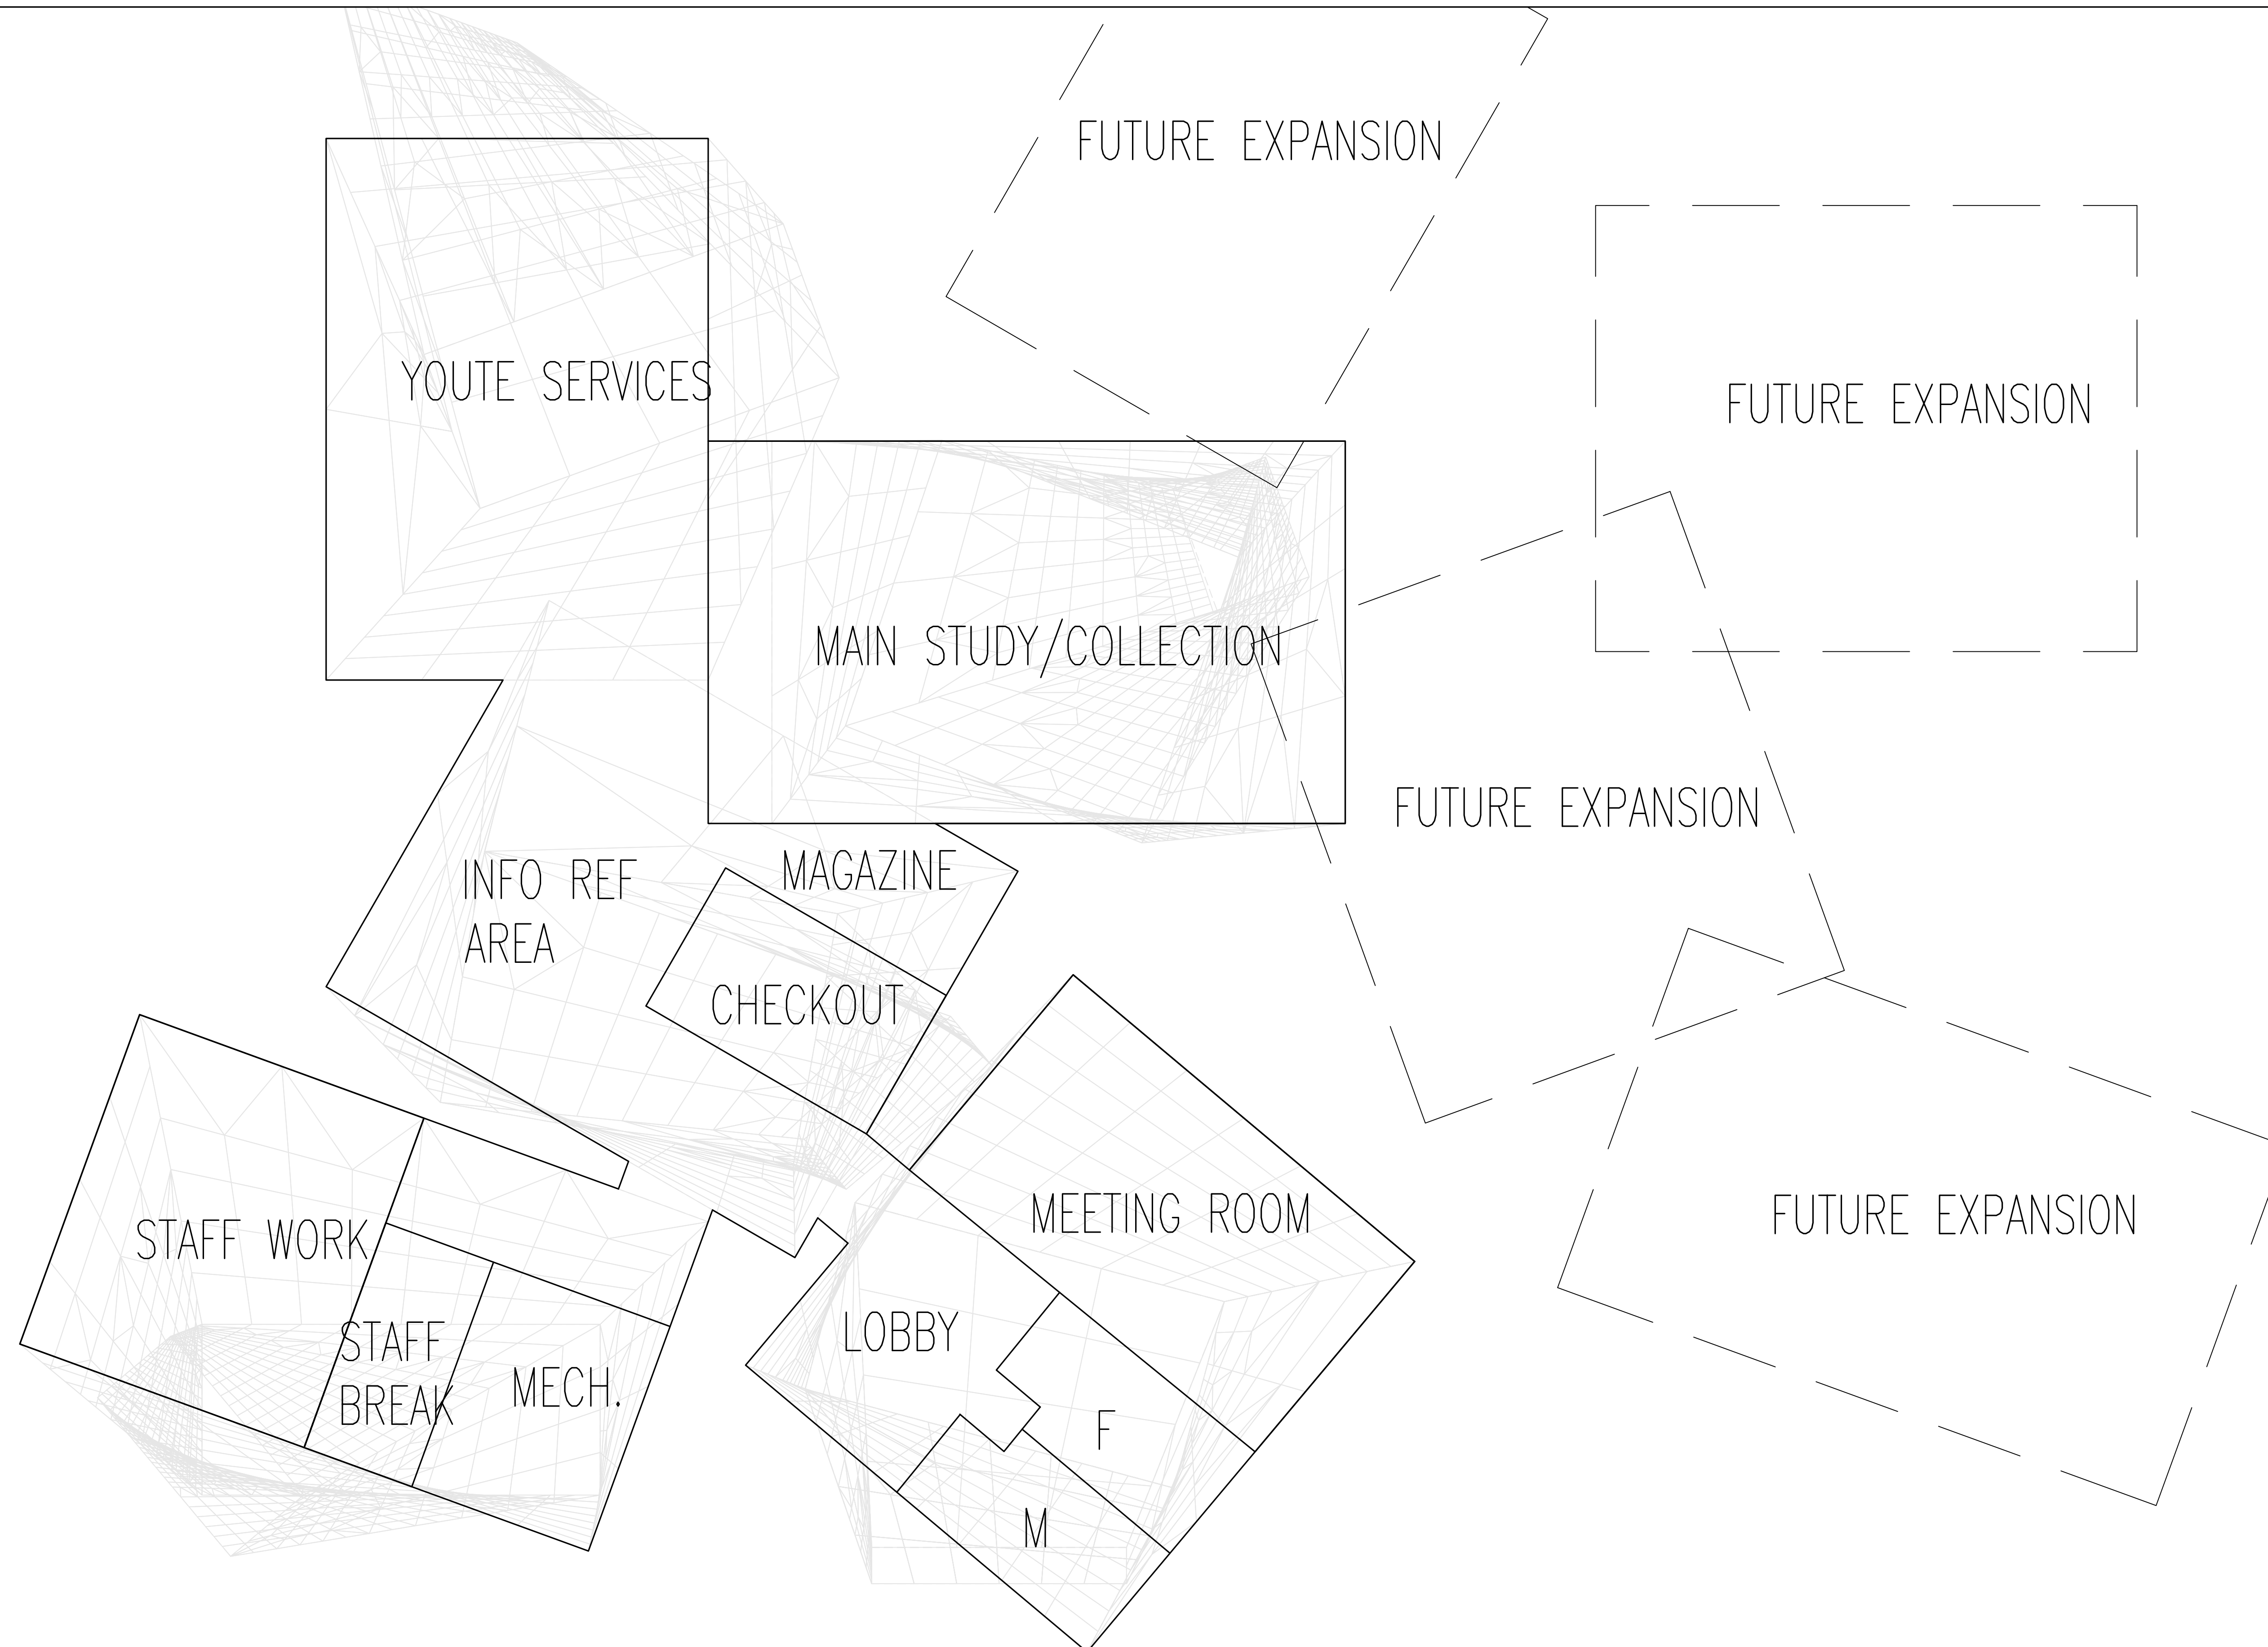 FUTURE EXPANSION
YOUTE SERVICES
FUTURE EXPANSION
MAIN STUDY/COLLECTION
FUTURE EXPANSION
MAGAZINE
INFO REF
AREA
CHECKOUT
MEETING ROOM
FUTURE EXPANSION
STAFF WORK
LOBBY
STAFF
BREAK
MECH.
F
M